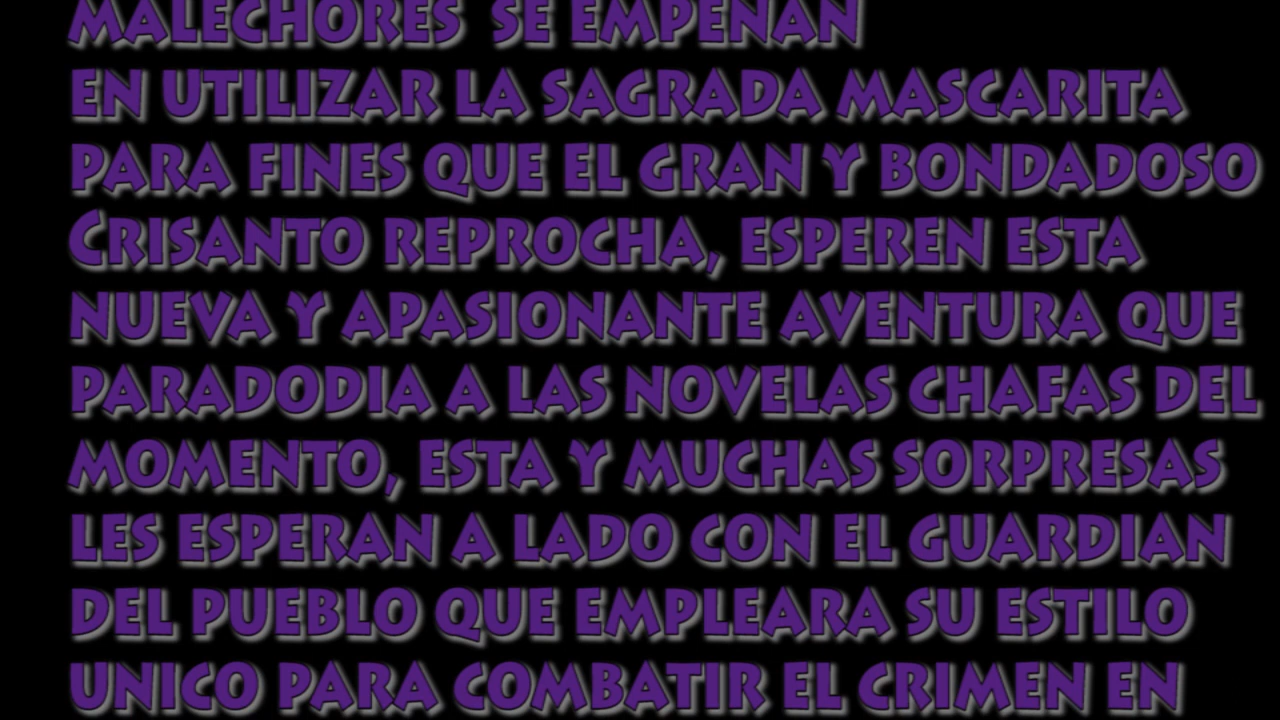 MALECHORES SE EMPEÑAN
EN UTILIZAR LA SAGRADA MASCARITA
PARA FINES QUE EL GRAN Y BONDADOSO
CRISANTO REPROCHA, ESPEREN ESTA
NUEVA Y APASIONANTE AVENTURA QUE
PARADODIA A LAS NOVELAS CHAFAS DEL
MOMENTO, ESTA Y MUCHAS SORPRESAS
LES ESPERAN A LADO CON EL GUARDIAN
DEL PUEBLO QUE EMPLEARA SU ESTILO
UNICO PARA COMBATIR EL CRIMEN EN